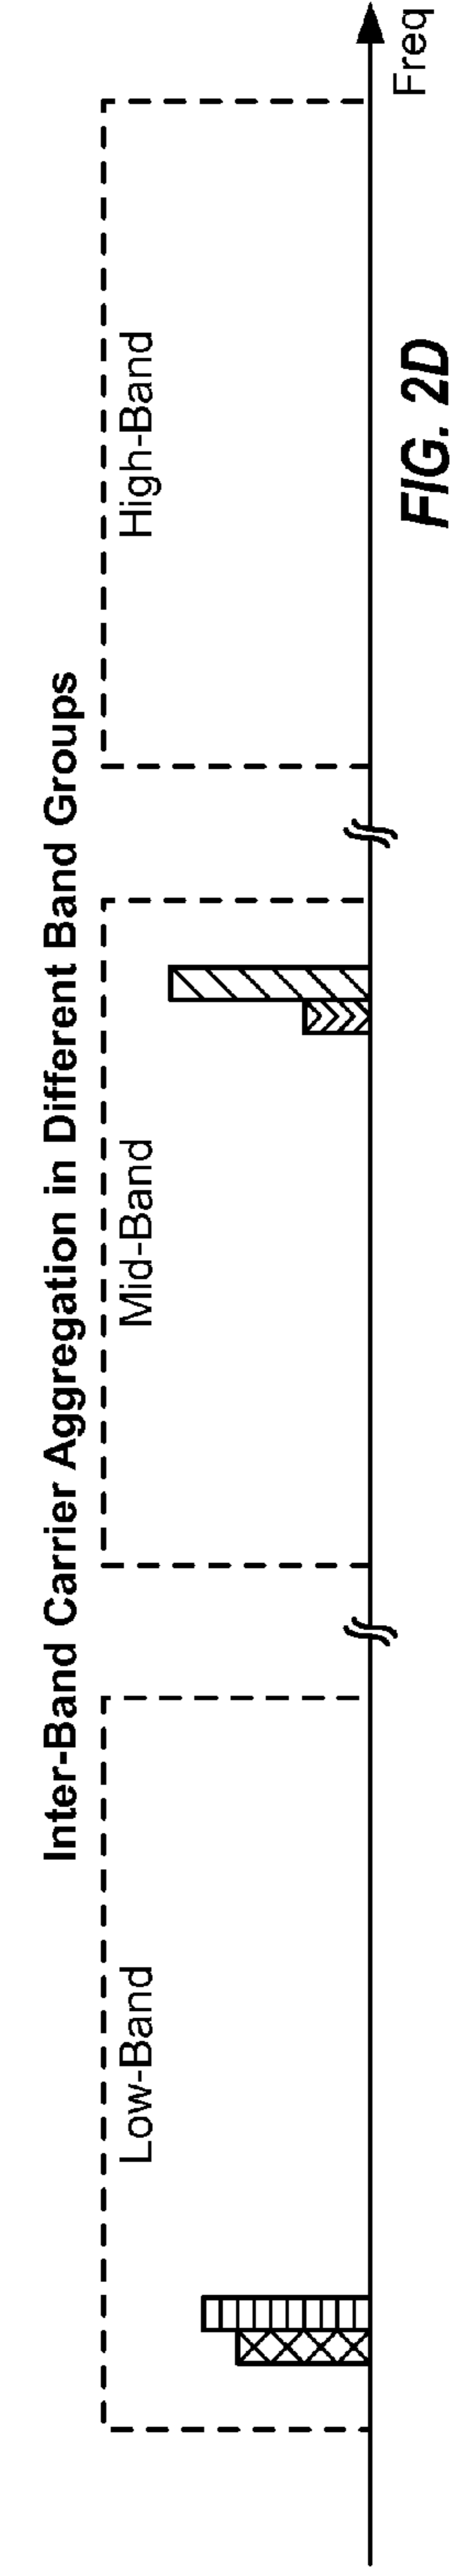 Inter-Band Carrier Aggregation in Different Band Groups
Low-Band
Mid-Band
High-Band
Freq
FIG. 2D